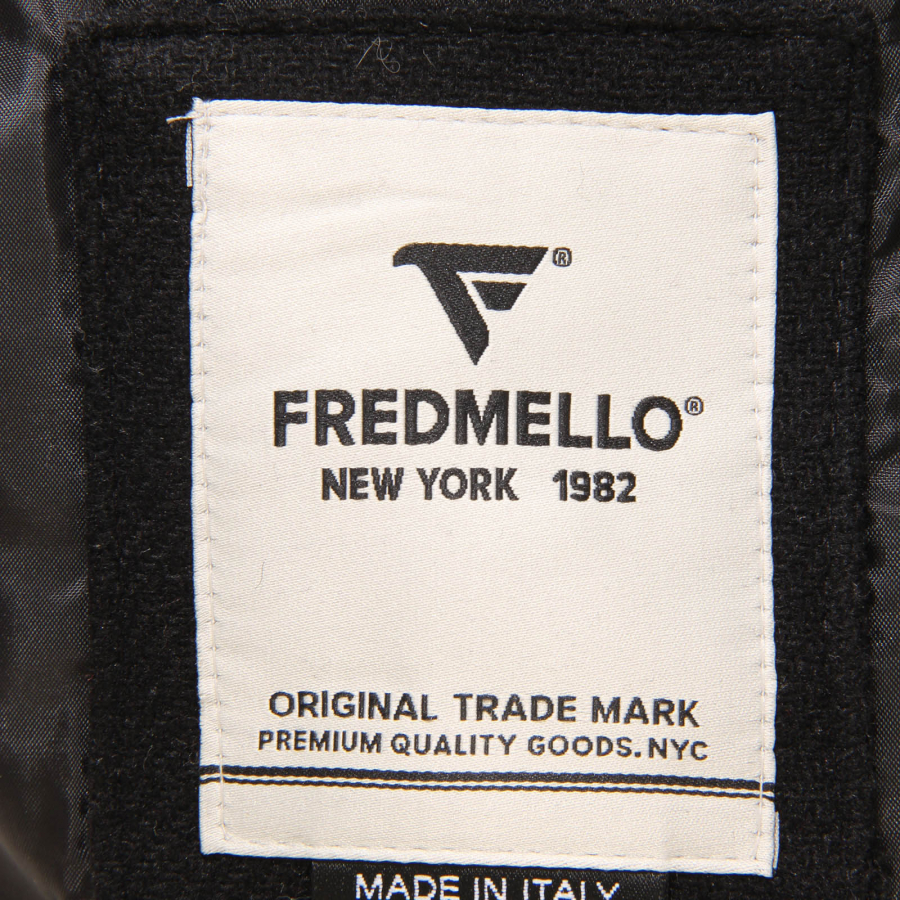 F®
FREDMELLO®
NEW YORK 1982
ORIGINAL TRADE MARK
PREMIUM QUALITY GOODS.NYC
MADE IN ITALY